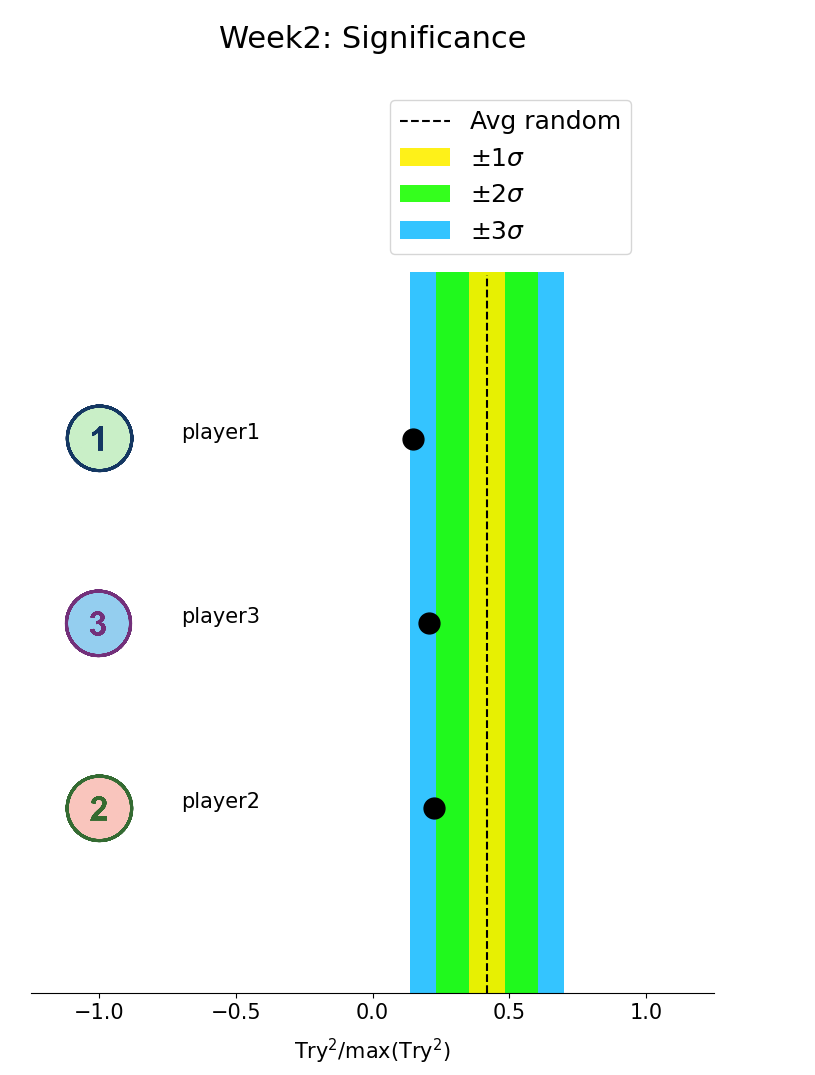 Week2: Significance
Avg random
±1σ
±2σ
±3σ
1 player1
3 player3
2 player2
−1.0 −0.5 0.0 0.5 1.0
Try²/max(Try²)